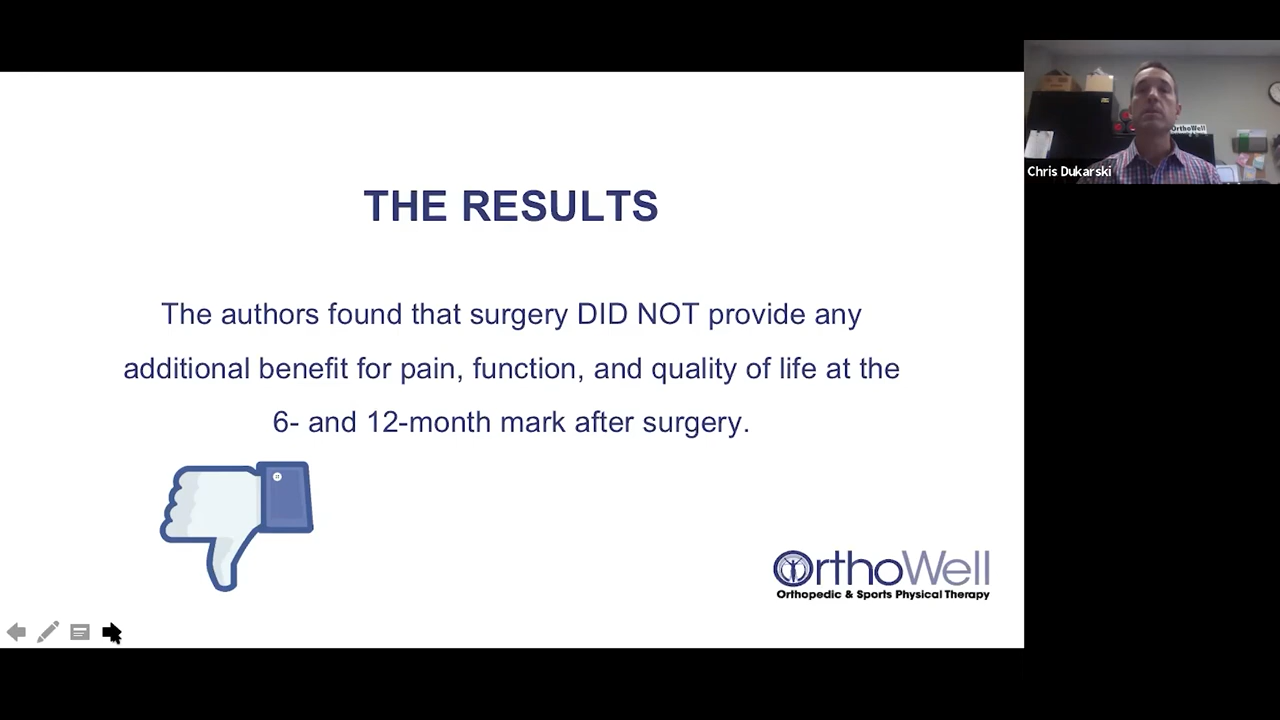 THE RESULTS
The authors found that surgery DID NOT provide any
additional benefit for pain, function, and quality of life at the
6- and 12-month mark after surgery.
OrthoWell
Orthopedic & Sports Physical Therapy
OrthoWell
Chris Dukarski